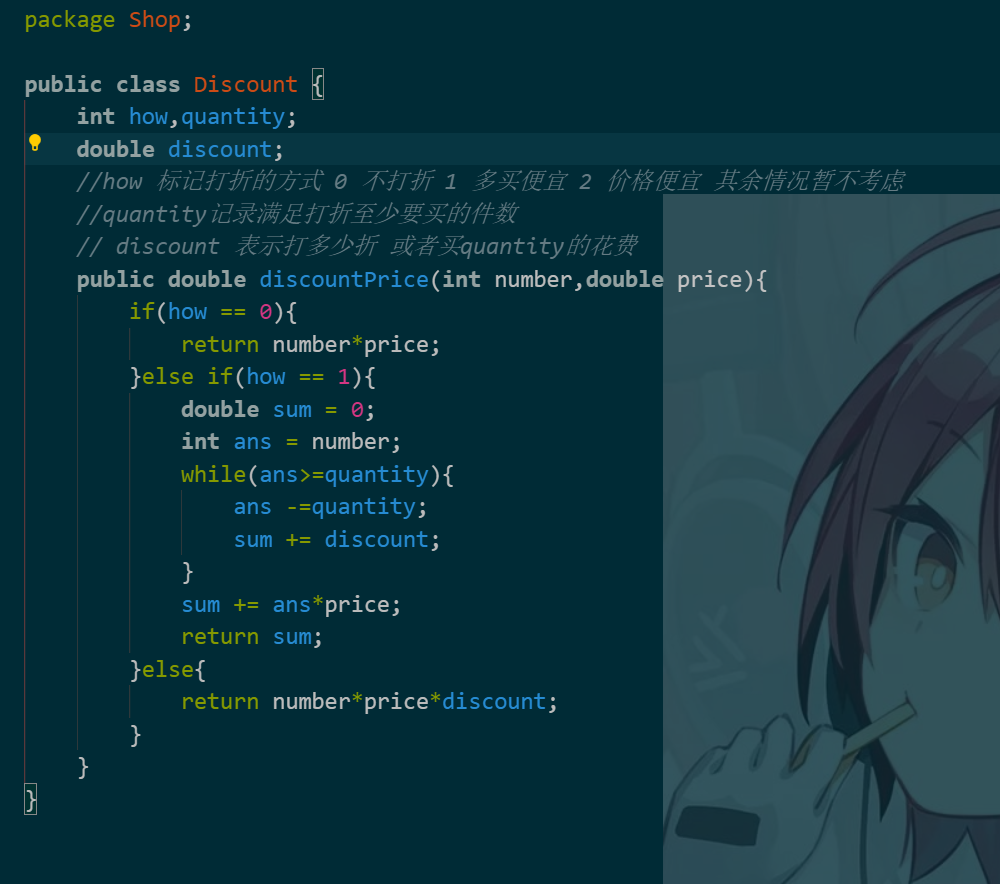 package Shop;
public class Discount {
int how,quantity;
double discount;
//how 标记打折的方式 0 不打折 1 多买便宜 2 价格便宜 其余情况暂不考虑
//quantity记录满足打折至少要买的件数
// discount 表示打多少折 或者买quantity的花费
public double discountPrice(int number,double price){
if(how == 0){
return number*price;
}else if(how == 1){
double sum = 0;
int ans = number;
while(ans>=quantity){
ans -=quantity;
sum += discount;
}
sum += ans*price;
return sum;
}else{
return number*price*discount;
}
}
}